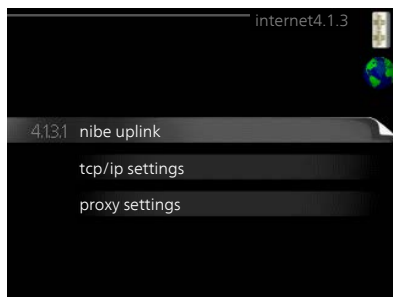 internet4.1.3
4.1.3.1 nibe uplink
tcp/ip settings
proxy settings